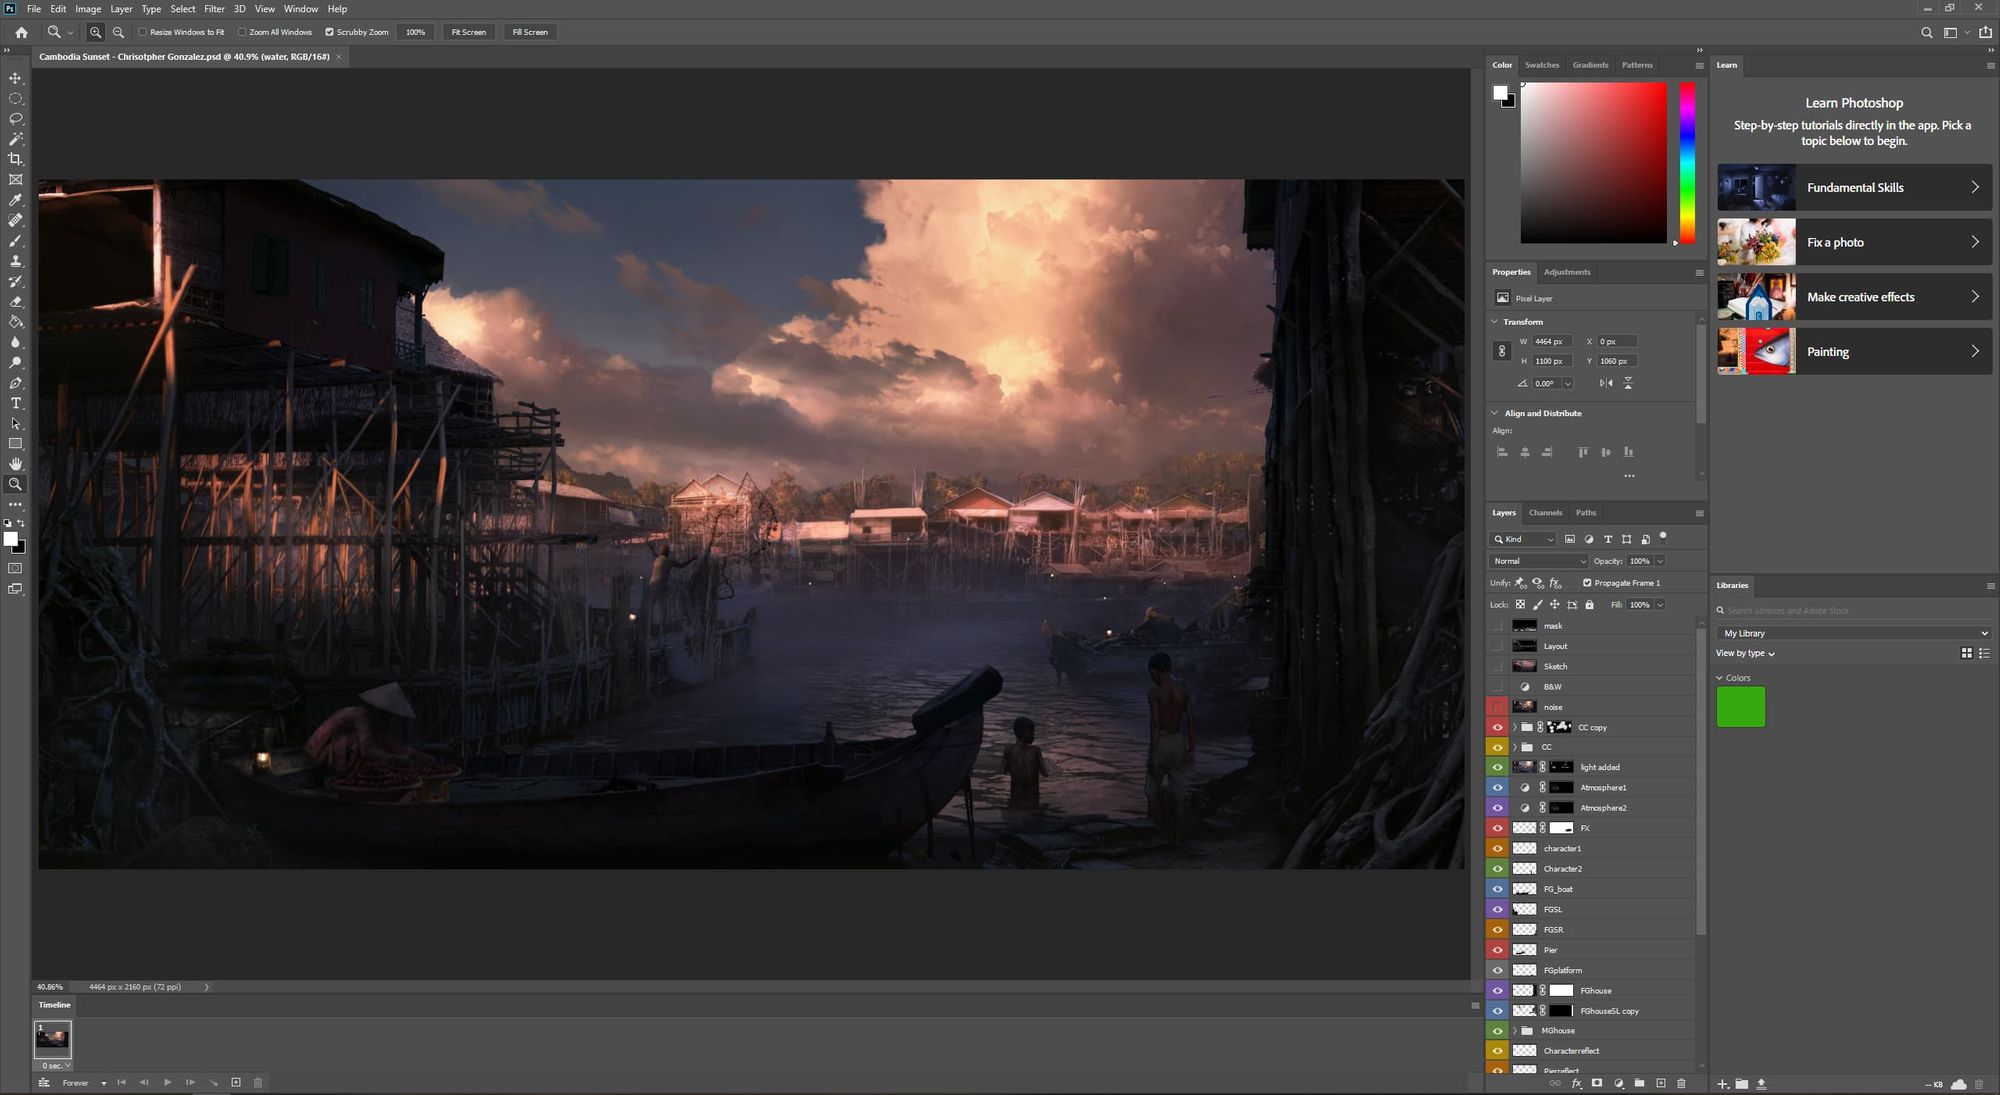 Ps File Edit Image Layer Type Select Filter 3D View Window Help
Resize Windows to Fit Zoom All Windows Scrubby Zoom 100% Fit Screen Fill Screen
Cambodia Sunset - Chrisotpher Gonzalez.psd @ 40.9% (water, RGB/16#) ×
Color Swatches Gradients Patterns
Properties Adjustments
Pixel Layer
Transform
W 4464 px X 0 px
H 1100 px Y 1060 px
0.00°
Align and Distribute
Align:
Layers Channels Paths
Kind
Normal Opacity: 100%
Unify: Propagate Frame 1
Lock: Fill: 100%
mask
Layout
Sketch
B&W
noise
CC copy
CC
light added
Atmosphere1
Atmosphere2
FX
character1
Character2
FG_boat
FGSL
FGSR
Pier
FGplatform
FGhouse
FGhouseSL copy
MGhouse
Characterreflect
Pierreflect
fx
Learn
Learn Photoshop
Step-by-step tutorials directly in the app. Pick a
topic below to begin.
Fundamental Skills
Fix a photo
Make creative effects
Painting
Libraries
Search libraries and Adobe Stock
My Library
View by type
Colors
-- KB
40.86% 4464 px x 2160 px (72 ppi)
Timeline
1
0 sec.
Forever